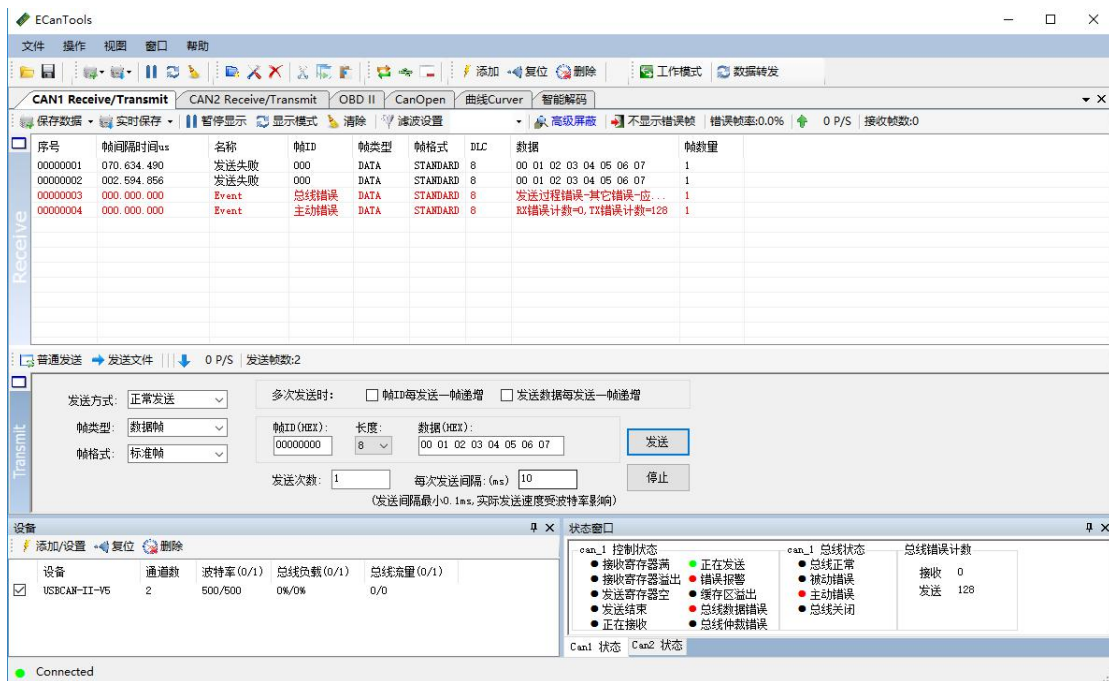 ECanTools
文件 操作 视图 窗口 帮助
添加 复位 删除 工作模式 数据转发
CAN1 Receive/Transmit CAN2 Receive/Transmit OBD II CanOpen 曲线Curver 智能解码
保存数据 实时保存 暂停显示 显示模式 清除 滤波设置 高级屏蔽 不显示错误帧 错误帧率:0.0% 0 P/S 接收帧数:0
序号 帧间隔时间us 名称 帧ID 帧类型 帧格式 DLC 数据 帧数量
00000001 070.634.490 发送失败 000 DATA STANDARD 8 00 01 02 03 04 05 06 07 1
00000002 002.594.856 发送失败 000 DATA STANDARD 8 00 01 02 03 04 05 06 07 1
00000003 000.000.000 Event 总线错误 DATA STANDARD 8 发送过程错误-其它错误-应... 1
00000004 000.000.000 Event 主动错误 DATA STANDARD 8 RX错误计数=0,TX错误计数=128 1
Receive
普通发送 发送文件 0 P/S 发送帧数:2
Transmit
发送方式: 正常发送 多次发送时: 帧ID每发送一帧递增 发送数据每发送一帧递增
帧类型: 数据帧 帧ID(HEX): 长度: 数据(HEX):
帧格式: 标准帧 00000000 8 00 01 02 03 04 05 06 07 发送
发送次数: 1 每次发送间隔:(ms) 10 停止
(发送间隔最小0.1ms,实际发送速度受波特率影响)
设备
添加/设置 复位 删除
设备 通道数 波特率(0/1) 总线负载(0/1) 总线流量(0/1)
USBCAN-II-V5 2 500/500 0%/0% 0/0
状态窗口
can_1 控制状态 can_1 总线状态 总线错误计数
接收寄存器满 正在发送 总线正常 接收 0
接收寄存器溢出 错误报警 被动错误 发送 128
发送寄存器空 缓存区溢出 主动错误
发送结束 总线数据错误 总线关闭
正在接收 总线仲裁错误
Can1 状态 Can2 状态
Connected